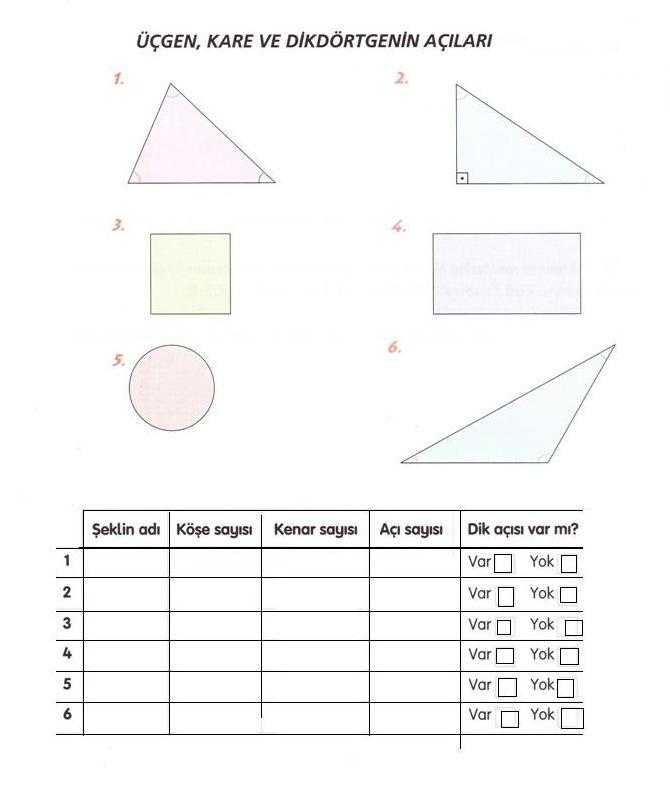 ÜÇGEN, KARE VE DİKDÖRTGENİN AÇILARI
1.
2.
3.
4.
5.
6.
Şeklin adı Köşe sayısı Kenar sayısı Açı sayısı Dik açısı var mı?
1 Var Yok
2 Var Yok
3 Var Yok
4 Var Yok
5 Var Yok
6 Var Yok